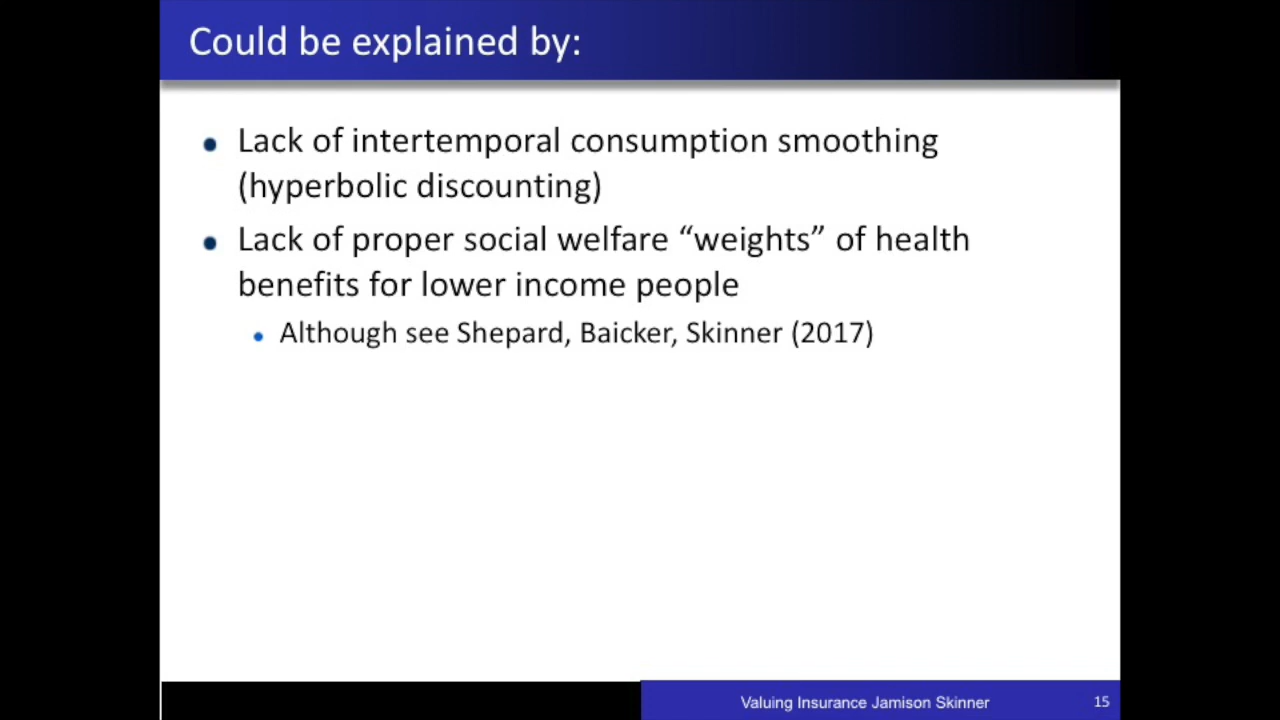 Could be explained by:
Lack of intertemporal consumption smoothing
(hyperbolic discounting)
Lack of proper social welfare “weights” of health
benefits for lower income people
Although see Shepard, Baicker, Skinner (2017)
Valuing Insurance Jamison Skinner
15